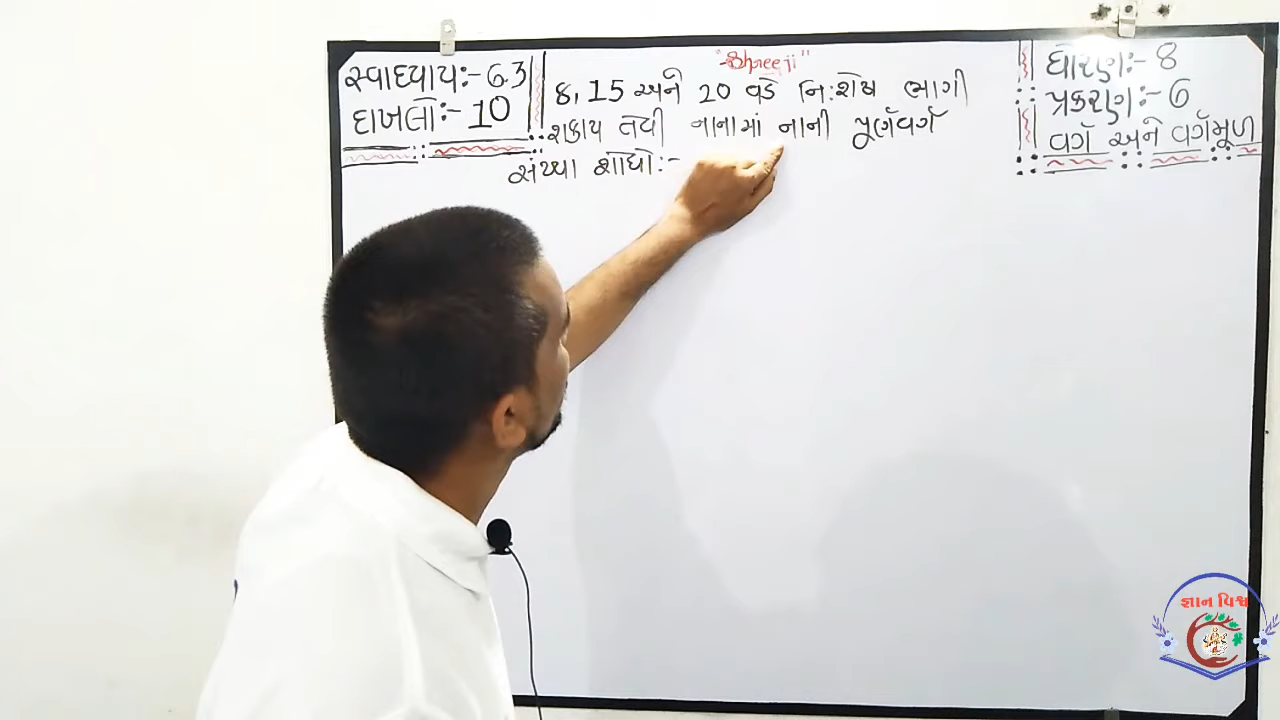 સ્વાધ્યાય:- 6.3
દાખલો:- 10
"Shreeji"
8, 15 અને 20 વડે નિ:શેષ ભાગી
શકાય તેવી નાનામાં નાની પૂર્ણવર્ગ
સંખ્યા શોધો:-
ધોરણ:- 8
પ્રકરણ:- 6
વર્ગ અને વર્ગમૂળ
જ્ઞાન વિશ્વ